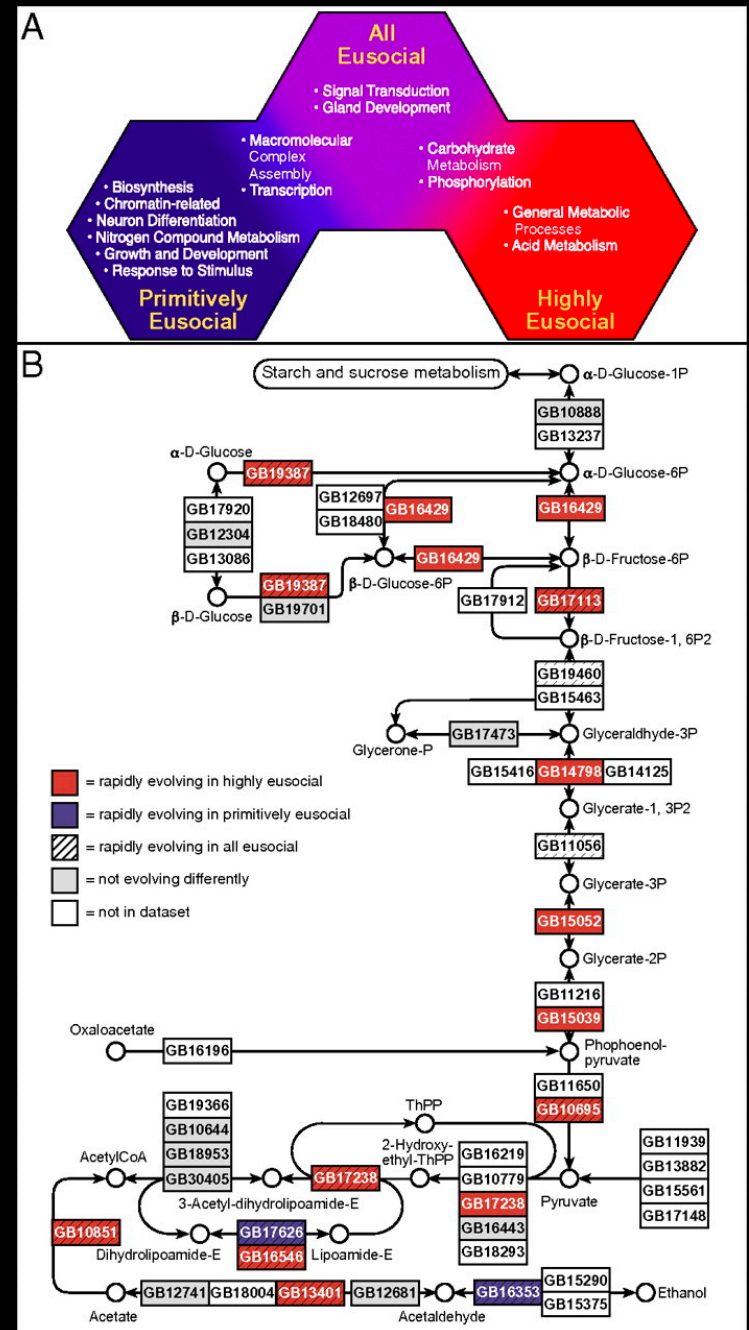 A
All
Eusocial
• Signal Transduction
• Gland Development
• Macromolecular
Complex
Assembly
• Transcription
• Carbohydrate
Metabolism
• Phosphorylation
• Biosynthesis
• Chromatin-related
• Neuron Differentiation
• Nitrogen Compound Metabolism
• Growth and Development
• Response to Stimulus
• General Metabolic
Processes
• Acid Metabolism
Primitively
Eusocial
Highly
Eusocial
B
Starch and sucrose metabolism
α-D-Glucose-1P
GB10888
GB13237
α-D-Glucose
GB19387
α-D-Glucose-6P
GB17920
GB12304
GB13086
GB12697
GB18480
GB16429
GB16429
GB16429
β-D-Fructose-6P
β-D-Glucose-6P
GB19387
GB19701
β-D-Glucose
GB17912
GB17113
β-D-Fructose-1, 6P2
GB19460
GB15463
Glycerone-P
GB17473
Glyceraldhyde-3P
GB15416
GB14798
GB14125
Glycerate-1, 3P2
GB11056
Glycerate-3P
GB15052
Glycerate-2P
GB11216
GB15039
= rapidly evolving in highly eusocial
= rapidly evolving in primitively eusocial
= rapidly evolving in all eusocial
= not evolving differently
= not in dataset
Oxaloacetate
GB16196
Phophoenol-
pyruvate
GB11650
GB10695
GB19366
GB10644
GB18953
GB30405
AcetylCoA
ThPP
2-Hydroxy-
ethyl-ThPP
GB16219
GB10779
GB17238
GB16443
GB18293
Pyruvate
GB11939
GB13882
GB15561
GB17148
3-Acetyl-dihydrolipoamide-E
GB17238
GB10851
Dihydrolipoamide-E
GB17626
GB16546
Lipoamide-E
Acetate
GB12741
GB18004
GB13401
GB12681
Acetaldehyde
GB16353
GB15290
GB15375
Ethanol